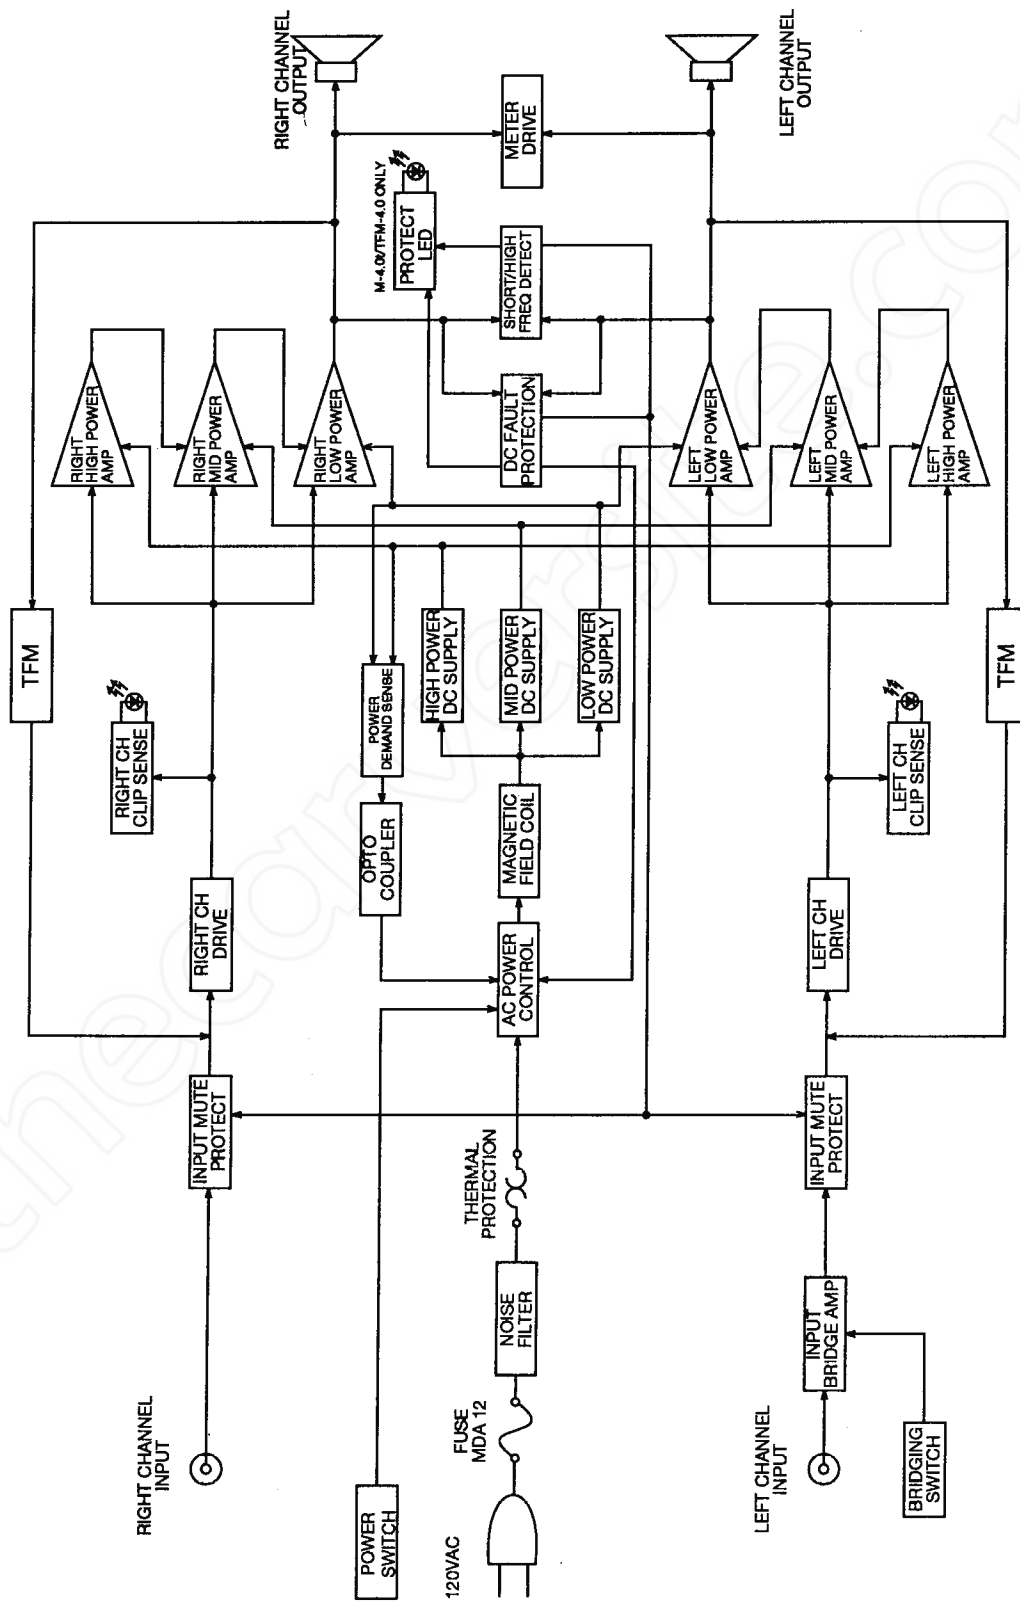 RIGHT CHANNEL
INPUT
INPUT MUTE
PROTECT
RIGHT CH
DRIVE
RIGHT CH
CLIP SENSE
TFM
RIGHT
HIGH POWER
AMP
RIGHT
MID POWER
AMP
RIGHT
LOW POWER
AMP
RIGHT CHANNEL
OUTPUT
POWER
SWITCH
OPTO
COUPLER
POWER
DEMAND SENSE
M-4.0t/TFM-4.0 ONLY
PROTECT
LED
120VAC
FUSE
MDA 12
NOISE
FILTER
THERMAL
PROTECTION
AC POWER
CONTROL
MAGNETIC
FIELD COIL
HIGH POWER
DC SUPPLY
MID POWER
DC SUPPLY
LOW POWER
DC SUPPLY
DC FAULT
PROTECTION
SHORT/HIGH
FREQ DETECT
METER
DRIVE
LEFT CHANNEL
INPUT
BRIDGING
SWITCH
INPUT
BRIDGE AMP
INPUT MUTE
PROTECT
LEFT CH
DRIVE
LEFT CH
CLIP SENSE
TFM
LEFT
LOW POWER
AMP
LEFT
MID POWER
AMP
LEFT
HIGH POWER
AMP
LEFT CHANNEL
OUTPUT
thecarversite.com